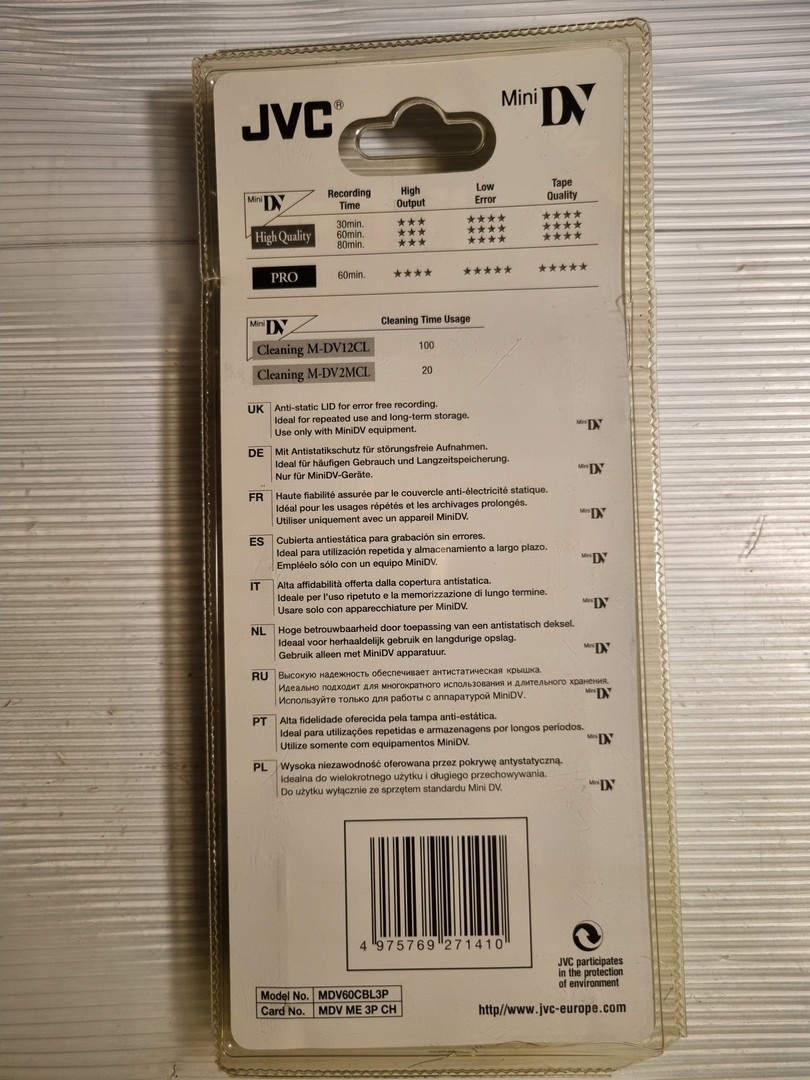 JVC®
Mini DV
Mini DV Recording Time High Output Low Error Tape Quality
High Quality
30min. ★★★ ★★★★ ★★★★
60min. ★★★ ★★★★ ★★★★
80min. ★★★ ★★★★ ★★★★
PRO 60min. ★★★★ ★★★★★ ★★★★★
Mini DV Cleaning Time Usage
Cleaning M-DV12CL 100
Cleaning M-DV2MCL 20
UK Anti-static LID for error free recording.
Ideal for repeated use and long-term storage.
Use only with MiniDV equipment. Mini DV
DE Mit Antistatikschutz für störungsfreie Aufnahmen.
Ideal für häufigen Gebrauch und Langzeitspeicherung.
Nur für MiniDV-Geräte. Mini DV
FR Haute fiabilité assurée par le couvercle anti-électricité statique.
Idéal pour les usages répétés et les archivages prolongés.
Utiliser uniquement avec un appareil MiniDV. Mini DV
ES Cubierta antiestática para grabación sin errores.
Ideal para utilización repetida y almacenamiento a largo plazo.
Empléelo sólo con un equipo MiniDV. Mini DV
IT Alta affidabilità offerta dalla copertura antistatica.
Ideale per l'uso ripetuto e la memorizzazione di lungo termine.
Usare solo con apparecchiature per MiniDV. Mini DV
NL Hoge betrouwbaarheid door toepassing van een antistatisch deksel.
Ideaal voor herhaaldelijk gebruik en langdurige opslag.
Gebruik alleen met MiniDV apparatuur. Mini DV
RU Высокую надежность обеспечивает антистатическая крышка.
Идеально подходит для многократного использования и длительного хранения.
Используйте только для работы с аппаратурой MiniDV. Mini DV
PT Alta fidelidade oferecida pela tampa anti-estática.
Ideal para utilizações repetidas e armazenagens por longos períodos.
Utilize somente com equipamentos MiniDV. Mini DV
PL Wysoka niezawodność oferowana przez pokrywę antystatyczną.
Idealna do wielokrotnego użytku i długiego przechowywania.
Do użytku wyłącznie ze sprzętem standardu Mini DV. Mini DV
4 975769 271410
JVC participates
in the protection
of environment
Model No. MDV60CBL3P
Card No. MDV ME 3P CH
http//www.jvc-europe.com